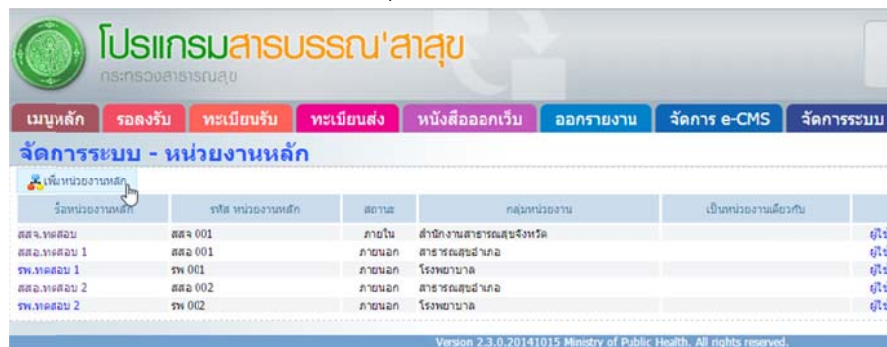 โปรแกรมสารบรรณ'สาสุข
กระทรวงสาธารณสุข
เมนูหลัก รอลงรับ ทะเบียนรับ ทะเบียนส่ง หนังสือออกเว็บ ออกรายงาน จัดการ e-CMS จัดการระบบ
จัดการระบบ - หน่วยงานหลัก
เพิ่มหน่วยงานหลัก
ชื่อหน่วยงานหลัก รหัส หน่วยงานหลัก สถานะ กลุ่มหน่วยงาน เป็นหน่วยงานเดียวกับ
สสจ.ทดสอบ สสจ 001 ภายใน สำนักงานสาธารณสุขจังหวัด
สสอ.ทดสอบ 1 สสอ 001 ภายนอก สาธารณสุขอำเภอ
รพ.ทดสอบ 1 รพ 001 ภายนอก โรงพยาบาล
สสอ.ทดสอบ 2 สสอ 002 ภายนอก สาธารณสุขอำเภอ
รพ.ทดสอบ 2 รพ 002 ภายนอก โรงพยาบาล
Version 2.3.0.20141015 Ministry of Public Health. All rights reserved.